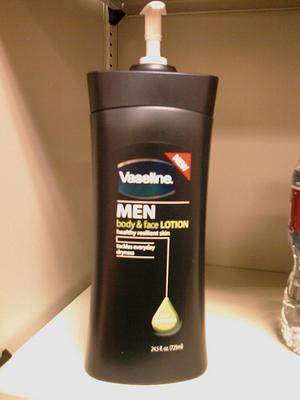 NEW
Vaseline.
MEN
body & face LOTION
healthy resilient skin
tackles everyday
dryness
24.5 fl. oz. (725ml)